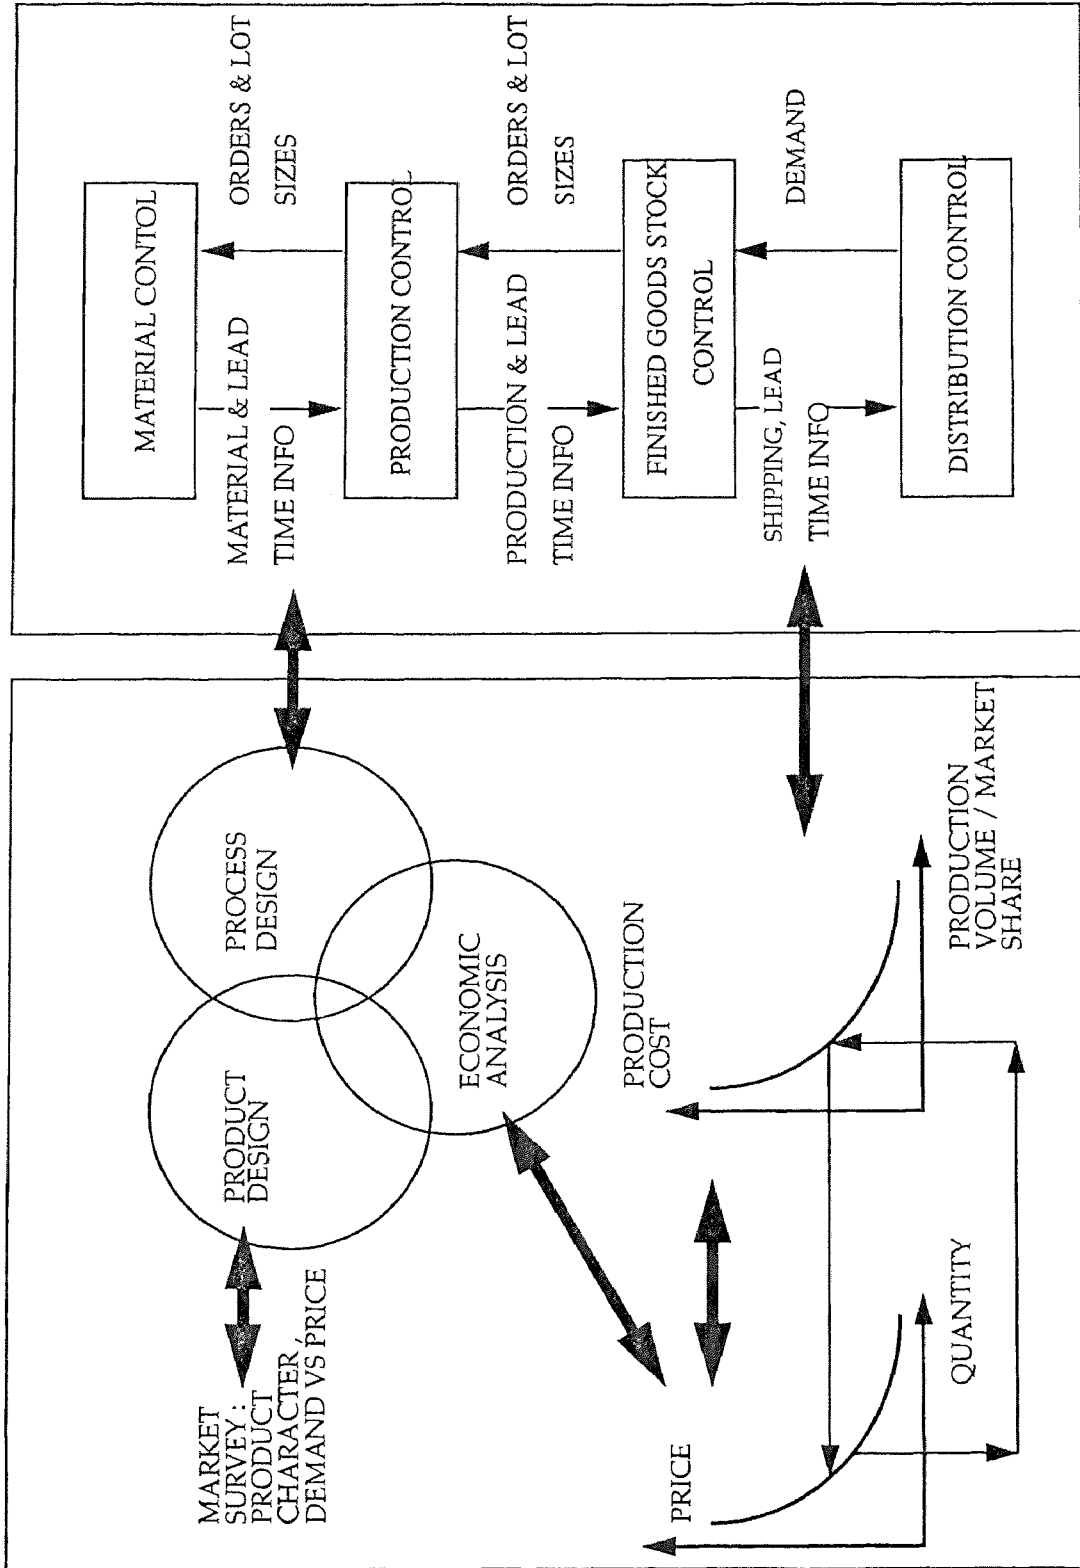 MARKET
SURVEY :
PRODUCT
CHARACTER ,
DEMAND VS PRICE
PRODUCT
DESIGN
PROCESS
DESIGN
ECONOMIC
ANALYSIS
PRICE
QUANTITY
PRODUCTION
COST
PRODUCTION
VOLUME / MARKET
SHARE
MATERIAL CONTOL
MATERIAL & LEAD
TIME INFO
ORDERS & LOT
SIZES
PRODUCTION CONTROL
PRODUCTION & LEAD
TIME INFO
ORDERS & LOT
SIZES
FINISHED GOODS STOCK
CONTROL
SHIPPING, LEAD
TIME INFO
DEMAND
DISTRIBUTION CONTROL